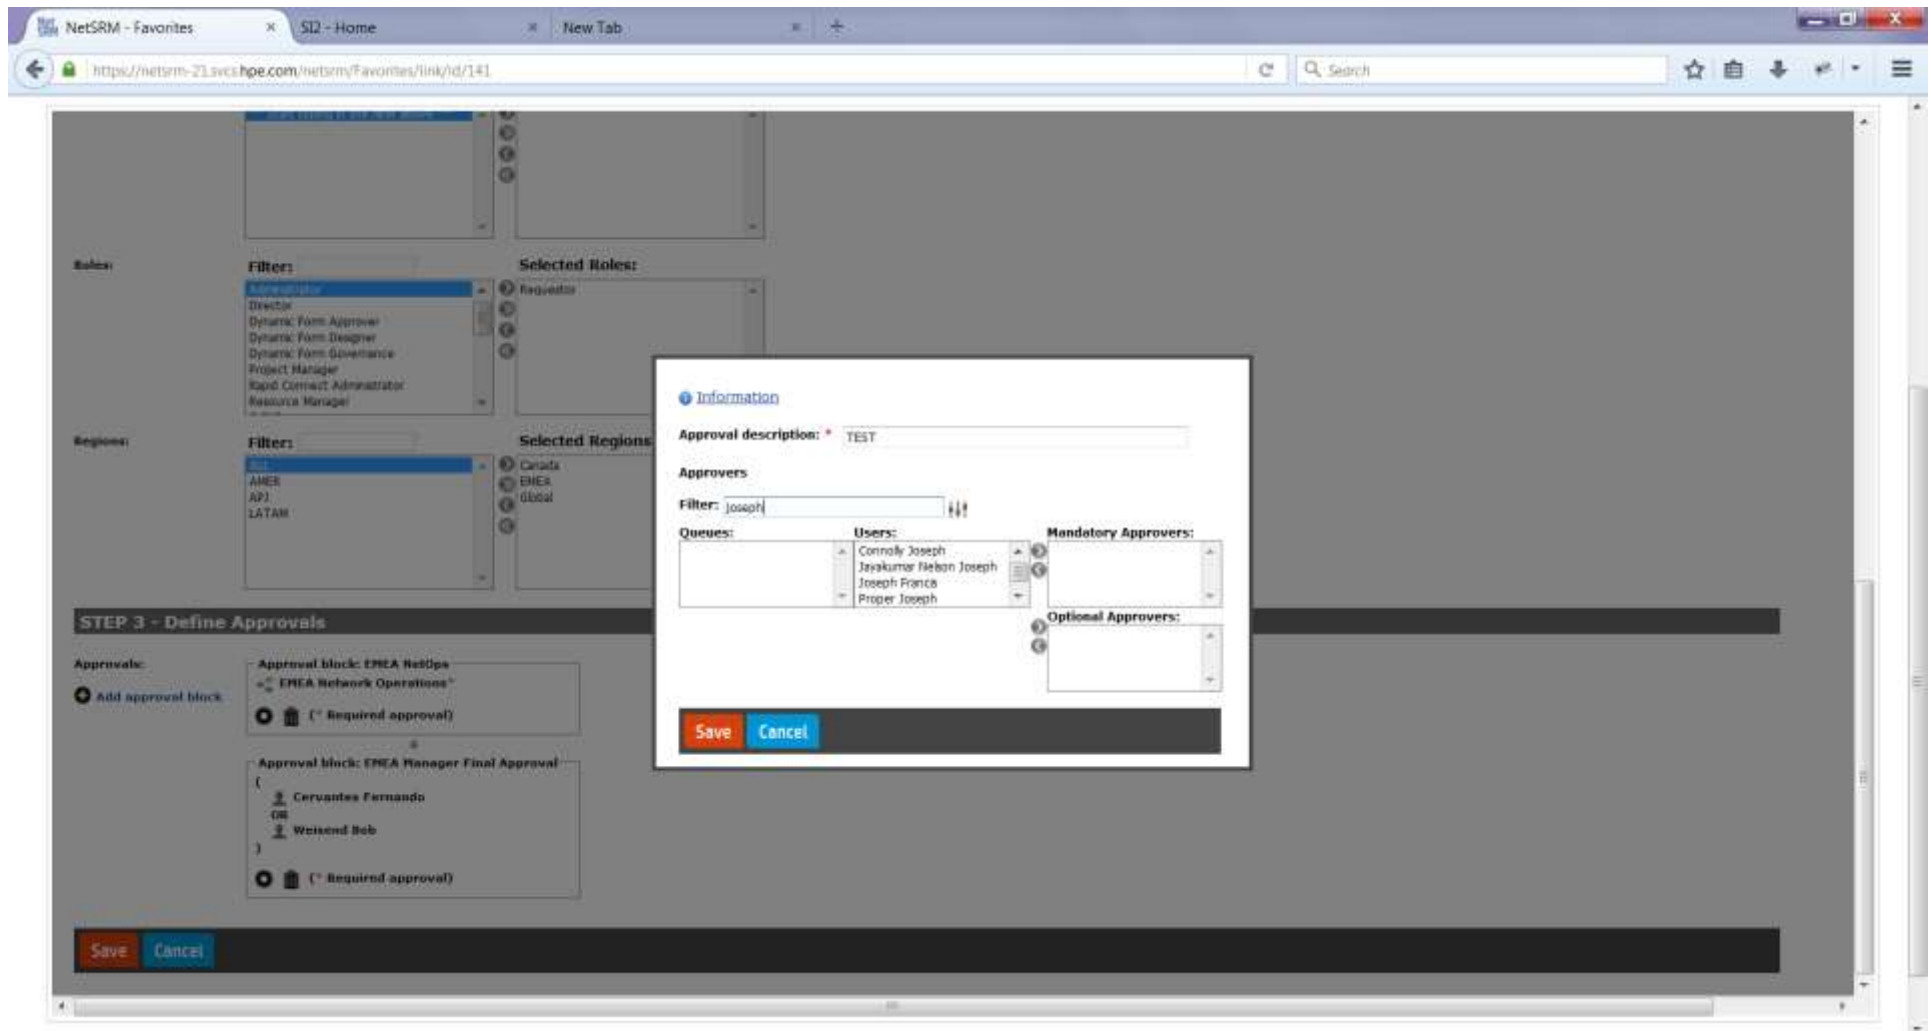 NetSRM - Favorites
SI2 - Home
New Tab
https://netsrm-21.svcs.hpe.com/netsrm/Favorites/link/id/141
Search
Roles:
Filter:
Selected Roles:
Administrator
Director
Dynamic Form Approver
Dynamic Form Designer
Dynamic Form Governance
Project Manager
Rapid Connect Administrator
Resource Manager
Requestor
Regions:
Filter:
Selected Regions
ALL
AMER
APJ
LATAM
Canada
EMEA
Global
Information
Approval description: * TEST
Approvers
Filter: joseph
Queues:
Users:
Mandatory Approvers:
Connolly Joseph
Jayakumar Nelson Joseph
Joseph Franca
Proper Joseph
Optional Approvers:
Save
Cancel
STEP 3 - Define Approvals
Approvals:
Add approval block
Approval block: EMEA NetOps
EMEA Network Operations*
(* Required approval)
Approval block: EMEA Manager Final Approval
(
Cervantes Fernando
OR
Weisend Bob
)
(* Required approval)
Save
Cancel